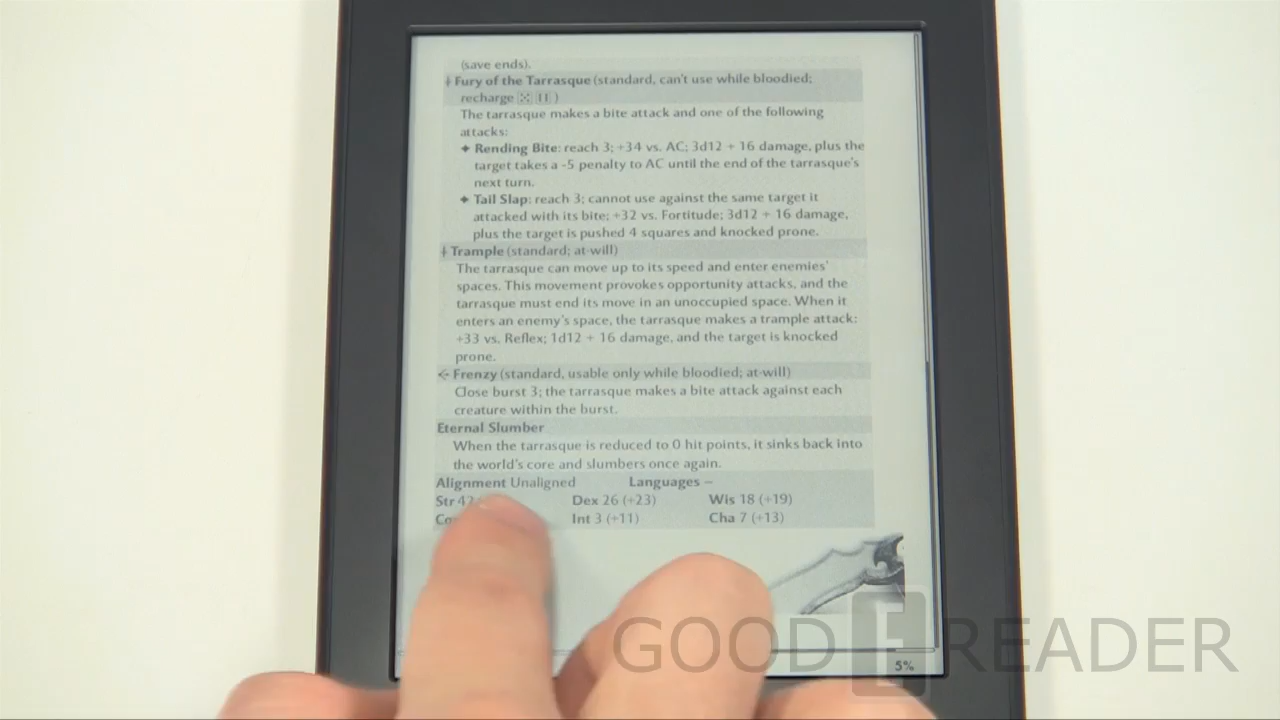 (save ends).
Fury of the Tarrasque (standard, can't use while bloodied;
recharge ⚄ ⚅)
The tarrasque makes a bite attack and one of the following
attacks:
✦ Rending Bite: reach 3; +34 vs. AC; 3d12 + 16 damage, plus the
target takes a -5 penalty to AC until the end of the tarrasque's
next turn.
✦ Tail Slap: reach 3; cannot use against the same target it
attacked with its bite; +32 vs. Fortitude; 3d12 + 16 damage,
plus the target is pushed 4 squares and knocked prone.
Trample (standard; at-will)
The tarrasque can move up to its speed and enter enemies'
spaces. This movement provokes opportunity attacks, and the
tarrasque must end its move in an unoccupied space. When it
enters an enemy's space, the tarrasque makes a trample attack:
+33 vs. Reflex; 1d12 + 16 damage, and the target is knocked
prone.
Frenzy (standard, usable only while bloodied; at-will)
Close burst 3; the tarrasque makes a bite attack against each
creature within the burst.
Eternal Slumber
When the tarrasque is reduced to 0 hit points, it sinks back into
the world's core and slumbers once again.
Alignment Unaligned Languages –
Str Dex 26 (+23) Wis 18 (+19)
Int 3 (+11) Cha 7 (+13)
5%
GOOD E READER